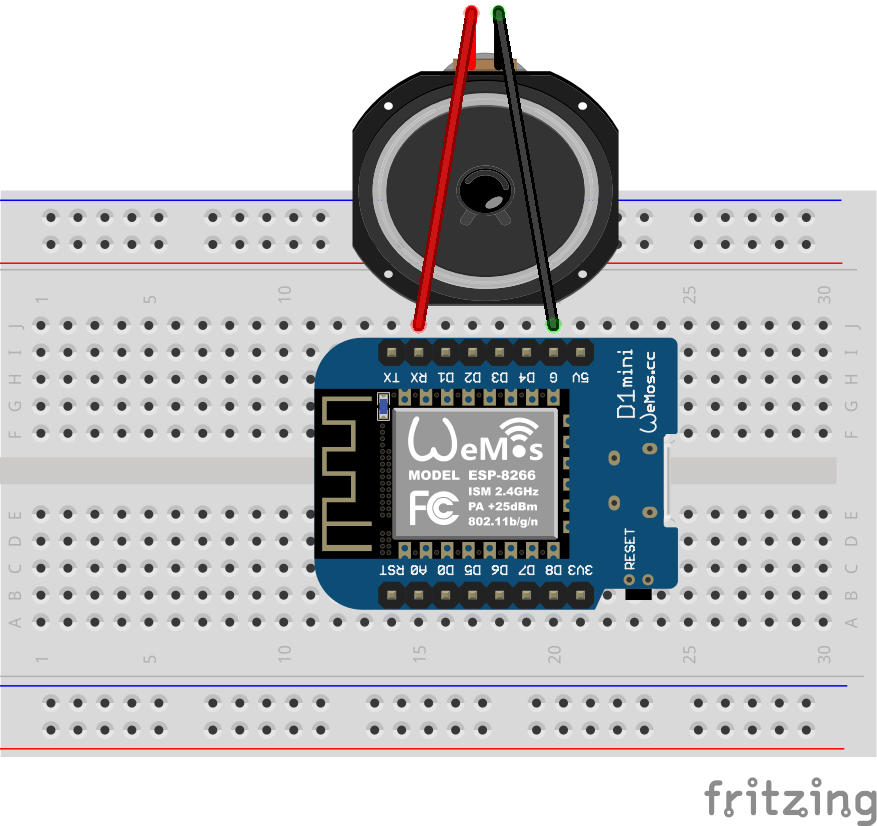 1 5 10 25 30
J J
I I
H H
G G
F F
TX RX D1 D2 D3 D4 G 5V
D1mini
WeMos.cc
WeMos
MODEL ESP-8266
ISM 2.4GHz
FC PA +25dBm
802.11b/g/n
RST A0 D0 D5 D6 D7 D8 3V3
RESET
E E
D D
C C
B B
A A
1 5 10 15 20 25 30
fritzing